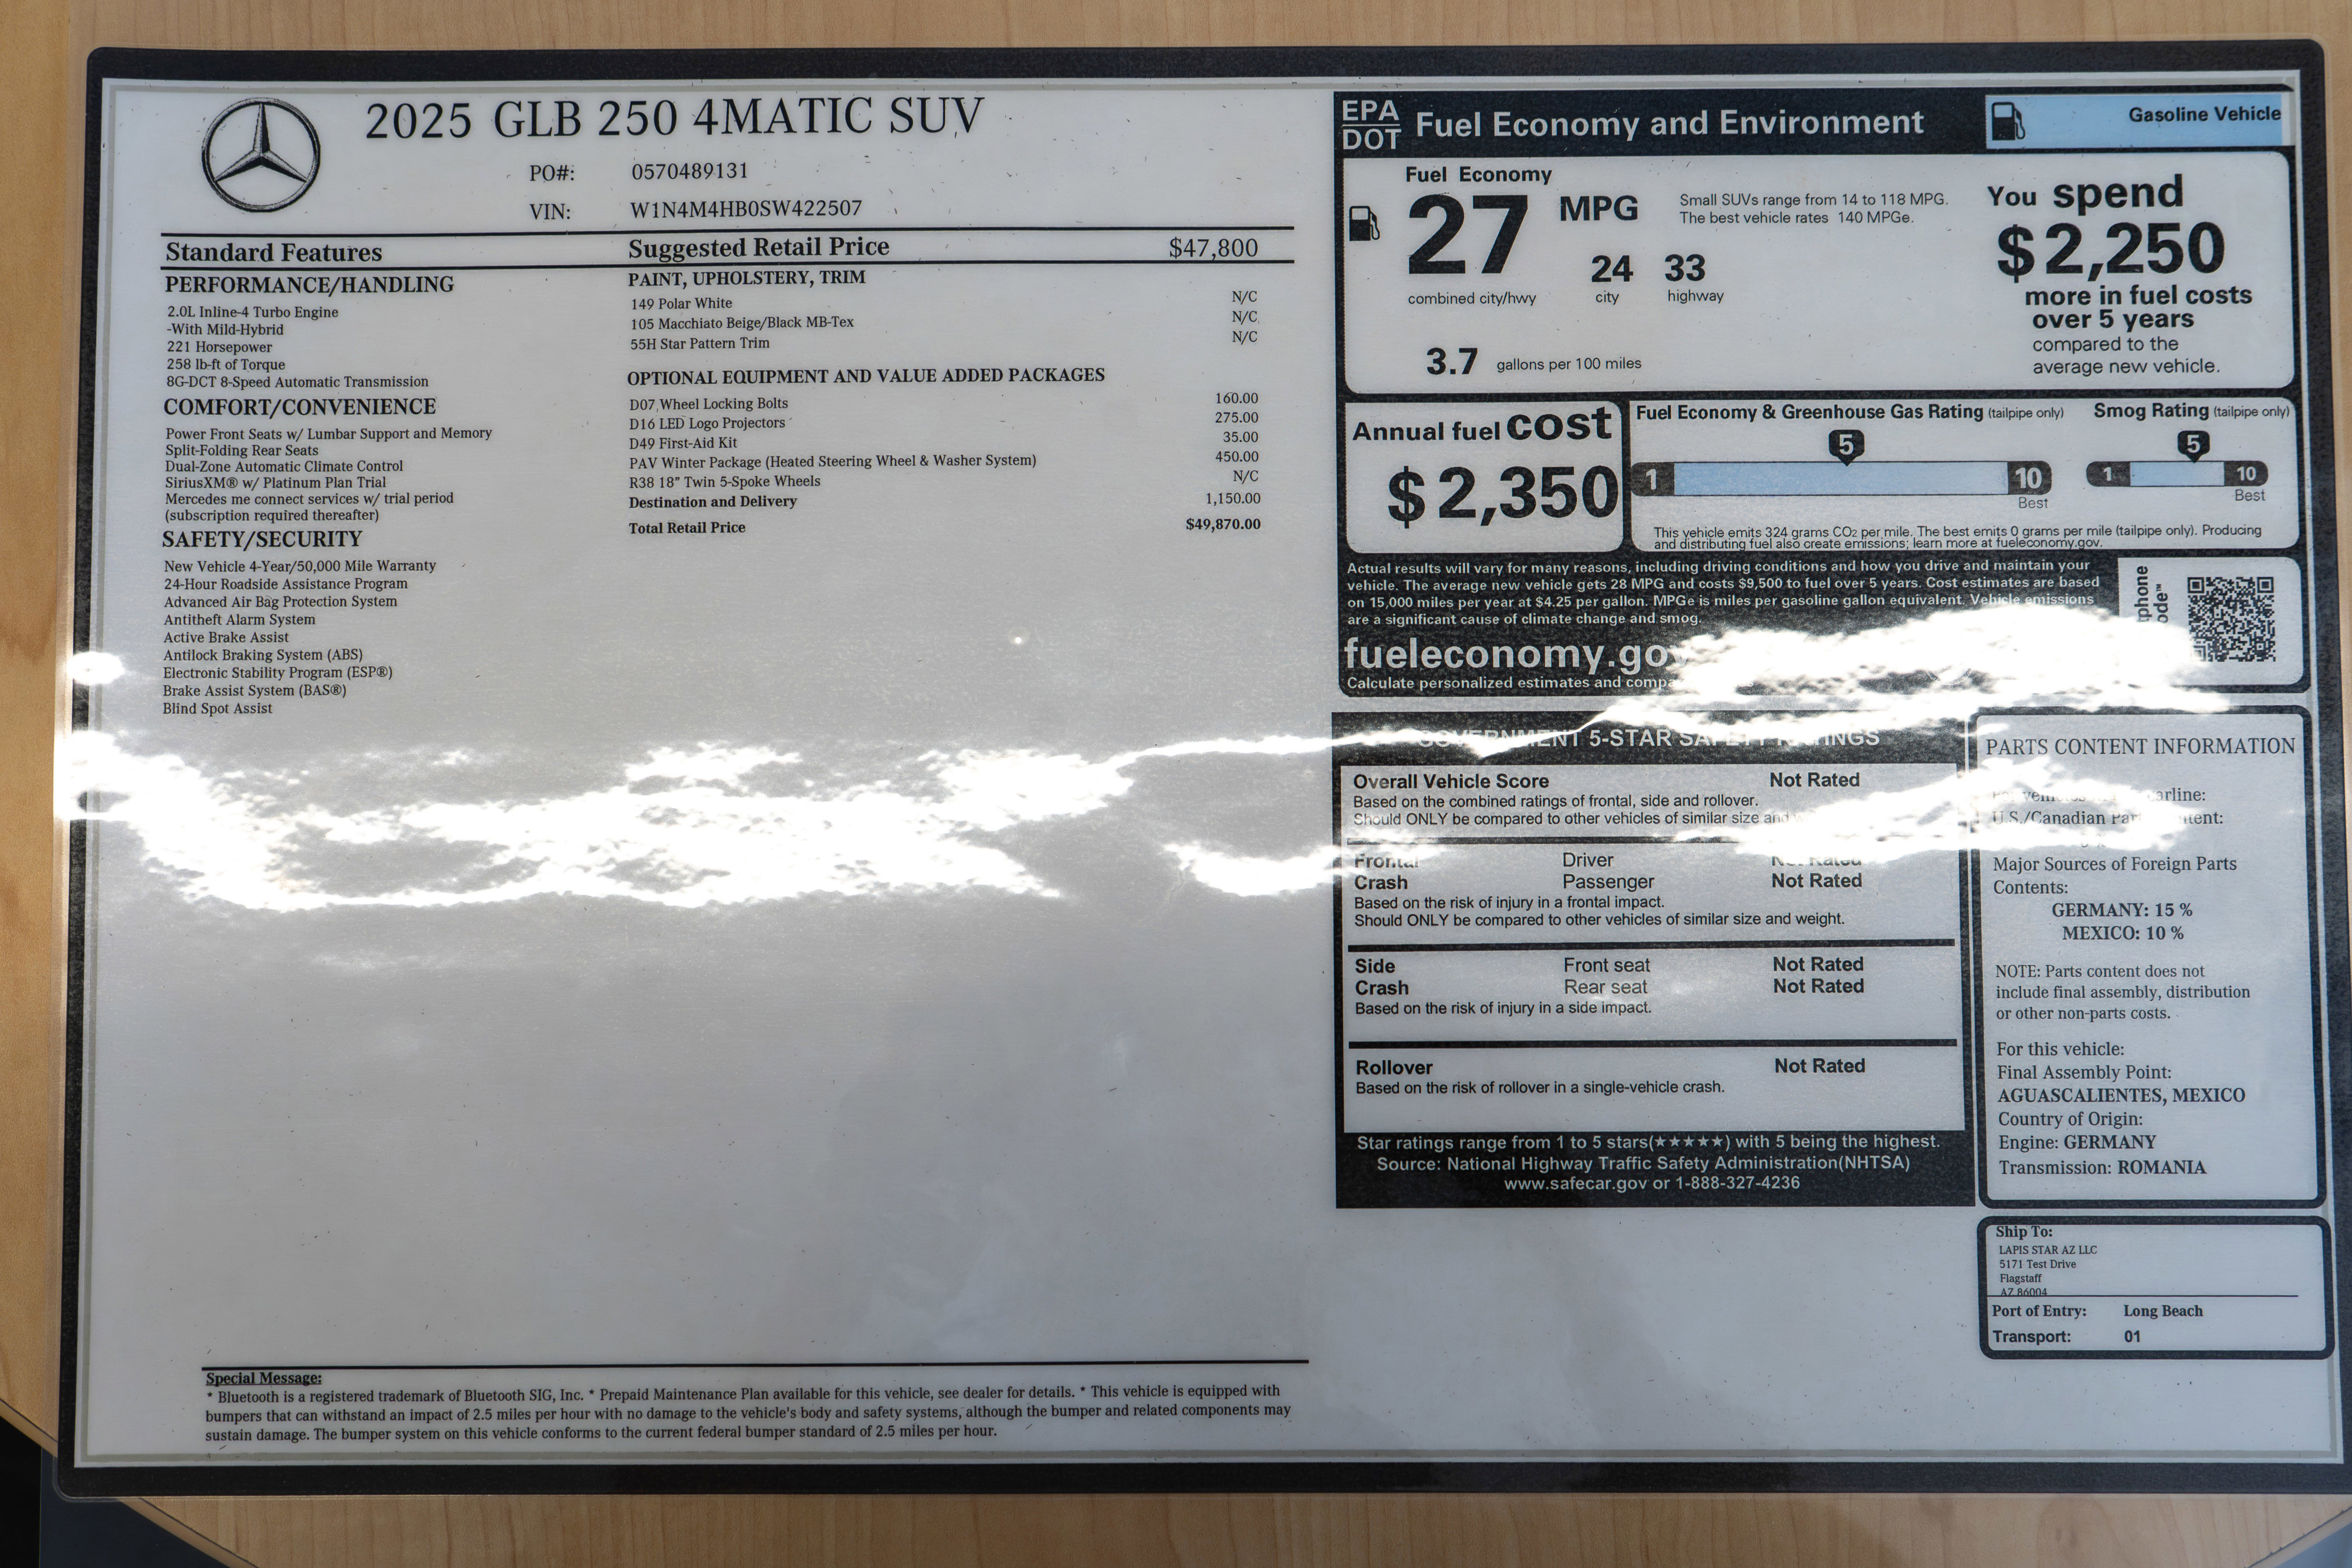 2025 GLB 250 4MATIC SUV
PO#: 0570489131
VIN: W1N4M4HB0SW422507
Standard Features
PERFORMANCE/HANDLING
2.0L Inline-4 Turbo Engine
-With Mild-Hybrid
221 Horsepower
258 lb-ft of Torque
8G-DCT 8-Speed Automatic Transmission
COMFORT/CONVENIENCE
Power Front Seats w/ Lumbar Support and Memory
Split-Folding Rear Seats
Dual-Zone Automatic Climate Control
SiriusXM® w/ Platinum Plan Trial
Mercedes me connect services w/ trial period
(subscription required thereafter)
SAFETY/SECURITY
New Vehicle 4-Year/50,000 Mile Warranty
24-Hour Roadside Assistance Program
Advanced Air Bag Protection System
Antitheft Alarm System
Active Brake Assist
Antilock Braking System (ABS)
Electronic Stability Program (ESP®)
Brake Assist System (BAS®)
Blind Spot Assist
Suggested Retail Price $47,800
PAINT, UPHOLSTERY, TRIM
149 Polar White N/C
105 Macchiato Beige/Black MB-Tex N/C
55H Star Pattern Trim N/C
OPTIONAL EQUIPMENT AND VALUE ADDED PACKAGES
D07 Wheel Locking Bolts 160.00
D16 LED Logo Projectors 275.00
D49 First-Aid Kit 35.00
PAV Winter Package (Heated Steering Wheel & Washer System) 450.00
R38 18" Twin 5-Spoke Wheels N/C
Destination and Delivery 1,150.00
Total Retail Price $49,870.00
Special Message:
* Bluetooth is a registered trademark of Bluetooth SIG, Inc. * Prepaid Maintenance Plan available for this vehicle, see dealer for details. * This vehicle is equipped with
bumpers that can withstand an impact of 2.5 miles per hour with no damage to the vehicle's body and safety systems, although the bumper and related components may
sustain damage. The bumper system on this vehicle conforms to the current federal bumper standard of 2.5 miles per hour.
EPA
DOT
Fuel Economy and Environment
Gasoline Vehicle
Fuel Economy
27 MPG
combined city/hwy
24 city
33 highway
Small SUVs range from 14 to 118 MPG.
The best vehicle rates 140 MPGe.
3.7 gallons per 100 miles
You spend
$2,250
more in fuel costs
over 5 years
compared to the
average new vehicle.
Annual fuel cost
$2,350
Fuel Economy & Greenhouse Gas Rating (tailpipe only)
5
1 10
Best
Smog Rating (tailpipe only)
5
1 10
Best
This vehicle emits 324 grams CO2 per mile. The best emits 0 grams per mile (tailpipe only). Producing
and distributing fuel also create emissions; learn more at fueleconomy.gov.
Actual results will vary for many reasons, including driving conditions and how you drive and maintain your
vehicle. The average new vehicle gets 28 MPG and costs $9,500 to fuel over 5 years. Cost estimates are based
on 15,000 miles per year at $4.25 per gallon. MPGe is miles per gasoline gallon equivalent. Vehicle emissions
are a significant cause of climate change and smog.
fueleconomy.gov
Calculate personalized estimates and
GOVERNMENT 5-STAR SAFETY RATINGS
Overall Vehicle Score Not Rated
Based on the combined ratings of frontal, side and rollover.
Should ONLY be compared to other vehicles of similar size and
Frontal Driver Not Rated
Crash Passenger Not Rated
Based on the risk of injury in a frontal impact.
Should ONLY be compared to other vehicles of similar size and weight.
Side Front seat Not Rated
Crash Rear seat Not Rated
Based on the risk of injury in a side impact.
Rollover Not Rated
Based on the risk of rollover in a single-vehicle crash.
Star ratings range from 1 to 5 stars(★★★★★) with 5 being the highest.
Source: National Highway Traffic Safety Administration(NHTSA)
www.safecar.gov or 1-888-327-4236
PARTS CONTENT INFORMATION
carline:
U.S./Canadian Parts Content:
Major Sources of Foreign Parts
Contents:
GERMANY: 15 %
MEXICO: 10 %
NOTE: Parts content does not
include final assembly, distribution
or other non-parts costs.
For this vehicle:
Final Assembly Point:
AGUASCALIENTES, MEXICO
Country of Origin:
Engine: GERMANY
Transmission: ROMANIA
Ship To:
LAPIS STAR AZ LLC
5171 Test Drive
Flagstaff
AZ 86004
Port of Entry: Long Beach
Transport: 01